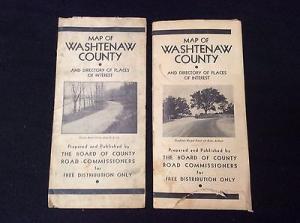 MAP OF
WASHTENAW
COUNTY
AND DIRECTORY OF PLACES
OF INTEREST
Prepared and Published by
THE BOARD OF COUNTY
ROAD COMMISSIONERS
for
FREE DISTRIBUTION ONLY
MAP OF
WASHTENAW
COUNTY
AND DIRECTORY OF PLACES
OF INTEREST
Prepared and Published by
THE BOARD OF COUNTY
ROAD COMMISSIONERS
for
FREE DISTRIBUTION ONLY